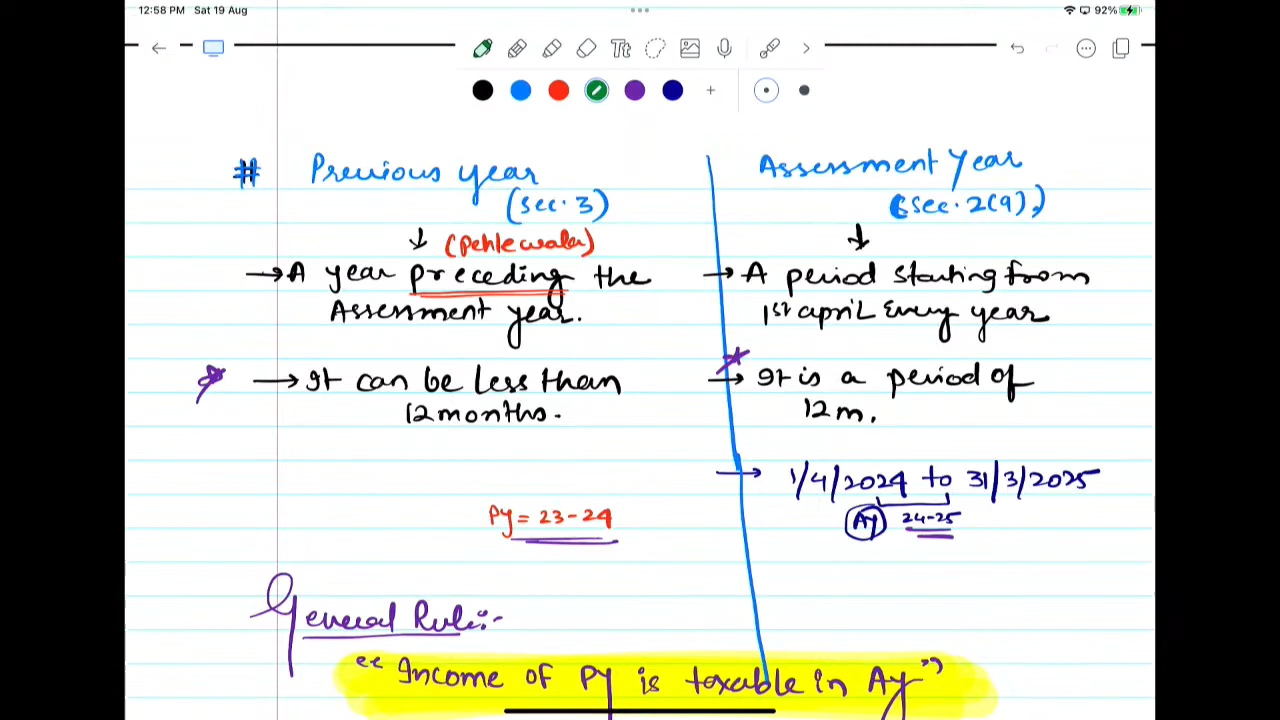 12:58 PM Sat 19 Aug
92%
Tt
# Previous year
(sec. 3)
(pehle wala)
→ A year preceding the
Assessment year.
→ It can be less than
12 months.
PY = 23-24
Assessment Year
(sec. 2(9))
→ A period starting from
1st april Every year
→ It is a period of
12 m.
→ 1/4/2024 to 31/3/2025
AY 24-25
General Rule:-
"Income of PY is taxable in AY"